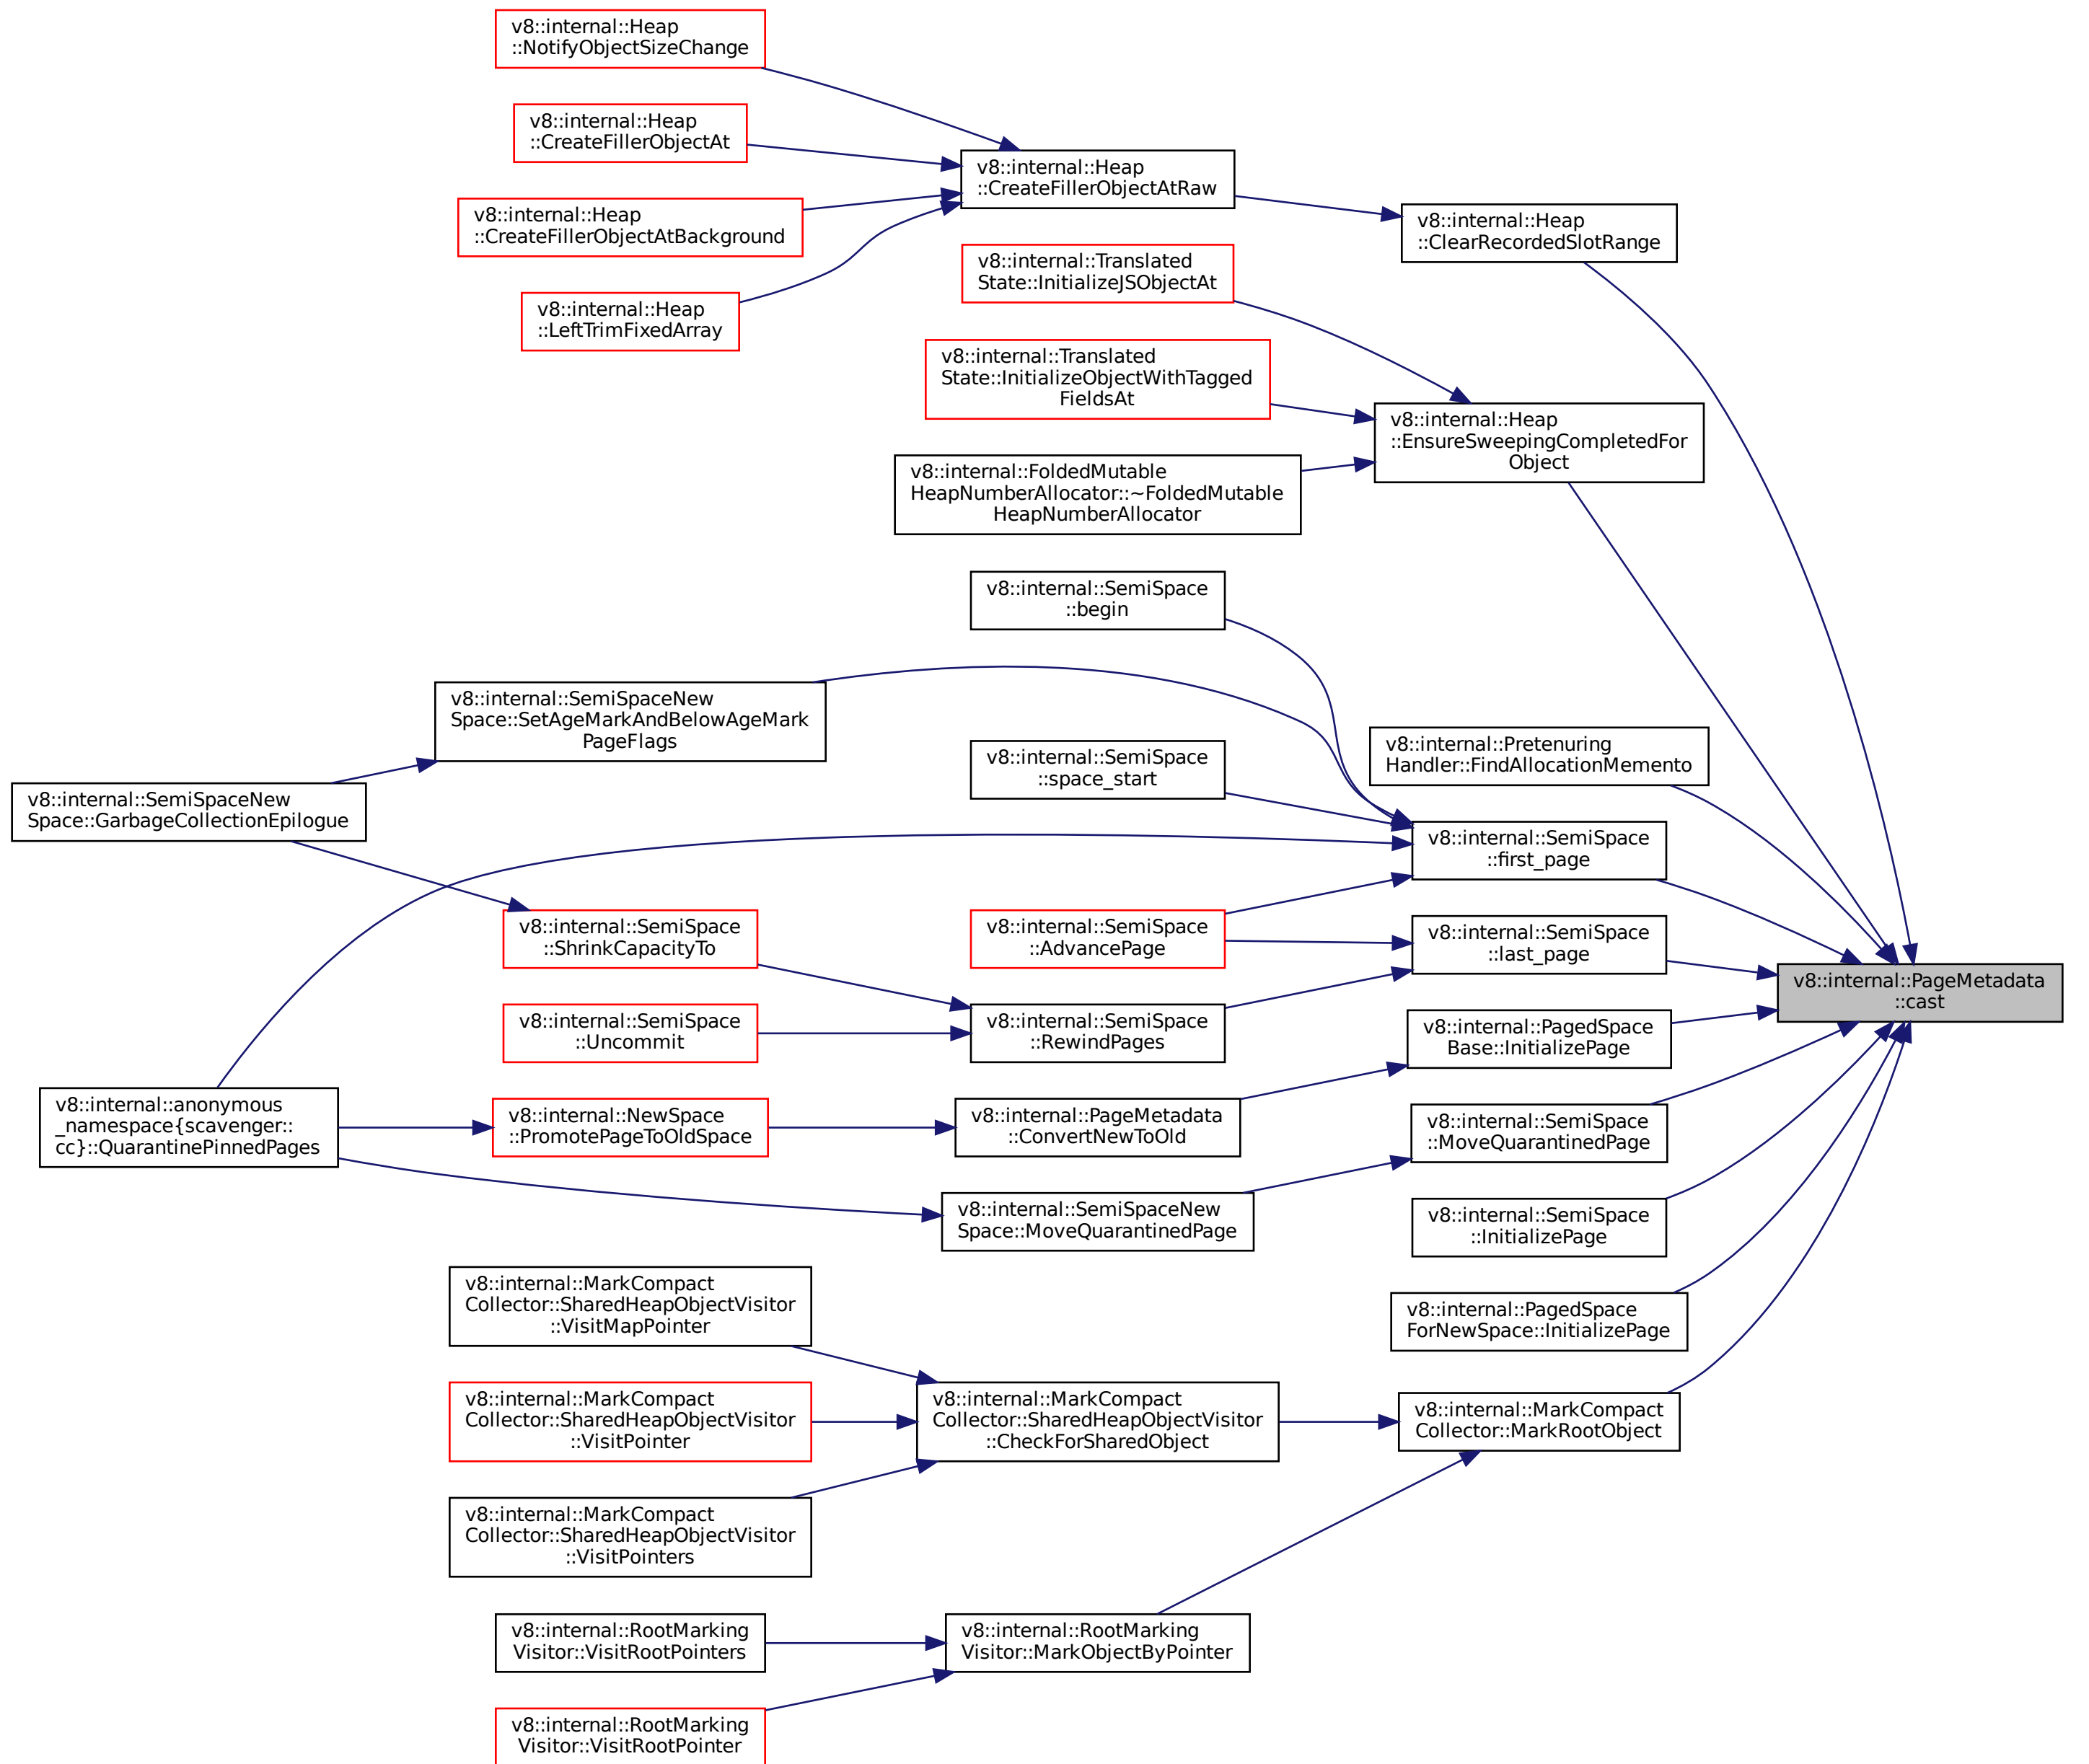 v8::internal::Heap
::NotifyObjectSizeChange
v8::internal::Heap
::CreateFillerObjectAt
v8::internal::Heap
::CreateFillerObjectAtBackground
v8::internal::Heap
::LeftTrimFixedArray
v8::internal::Heap
::CreateFillerObjectAtRaw
v8::internal::Heap
::ClearRecordedSlotRange
v8::internal::Translated
State::InitializeJSObjectAt
v8::internal::Translated
State::InitializeObjectWithTagged
FieldsAt
v8::internal::FoldedMutable
HeapNumberAllocator::~FoldedMutable
HeapNumberAllocator
v8::internal::Heap
::EnsureSweepingCompletedFor
Object
v8::internal::SemiSpace
::begin
v8::internal::SemiSpaceNew
Space::SetAgeMarkAndBelowAgeMark
PageFlags
v8::internal::SemiSpace
::space_start
v8::internal::Pretenuring
Handler::FindAllocationMemento
v8::internal::SemiSpaceNew
Space::GarbageCollectionEpilogue
v8::internal::SemiSpace
::first_page
v8::internal::SemiSpace
::ShrinkCapacityTo
v8::internal::SemiSpace
::AdvancePage
v8::internal::SemiSpace
::last_page
v8::internal::PageMetadata
::cast
v8::internal::SemiSpace
::Uncommit
v8::internal::SemiSpace
::RewindPages
v8::internal::PagedSpace
Base::InitializePage
v8::internal::anonymous
_namespace{scavenger::
cc}::QuarantinePinnedPages
v8::internal::NewSpace
::PromotePageToOldSpace
v8::internal::PageMetadata
::ConvertNewToOld
v8::internal::SemiSpace
::MoveQuarantinedPage
v8::internal::SemiSpaceNew
Space::MoveQuarantinedPage
v8::internal::SemiSpace
::InitializePage
v8::internal::PagedSpace
ForNewSpace::InitializePage
v8::internal::MarkCompact
Collector::SharedHeapObjectVisitor
::VisitMapPointer
v8::internal::MarkCompact
Collector::SharedHeapObjectVisitor
::VisitPointer
v8::internal::MarkCompact
Collector::SharedHeapObjectVisitor
::VisitPointers
v8::internal::MarkCompact
Collector::SharedHeapObjectVisitor
::CheckForSharedObject
v8::internal::MarkCompact
Collector::MarkRootObject
v8::internal::RootMarking
Visitor::VisitRootPointers
v8::internal::RootMarking
Visitor::VisitRootPointer
v8::internal::RootMarking
Visitor::MarkObjectByPointer